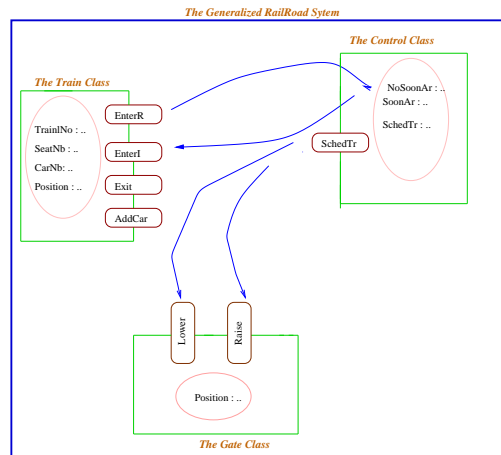 The Generalized RailRoad Sytem
The Control Class
The Train Class
NoSoonAr : ..
SoonAr : ..
SchedTr : ..
SchedTr
EnterR
EnterI
Exit
AddCar
TrainlNo : ..
SeatNb : ..
CarNb: ..
Position : ..
Lower
Raise
Position : ..
The Gate Class